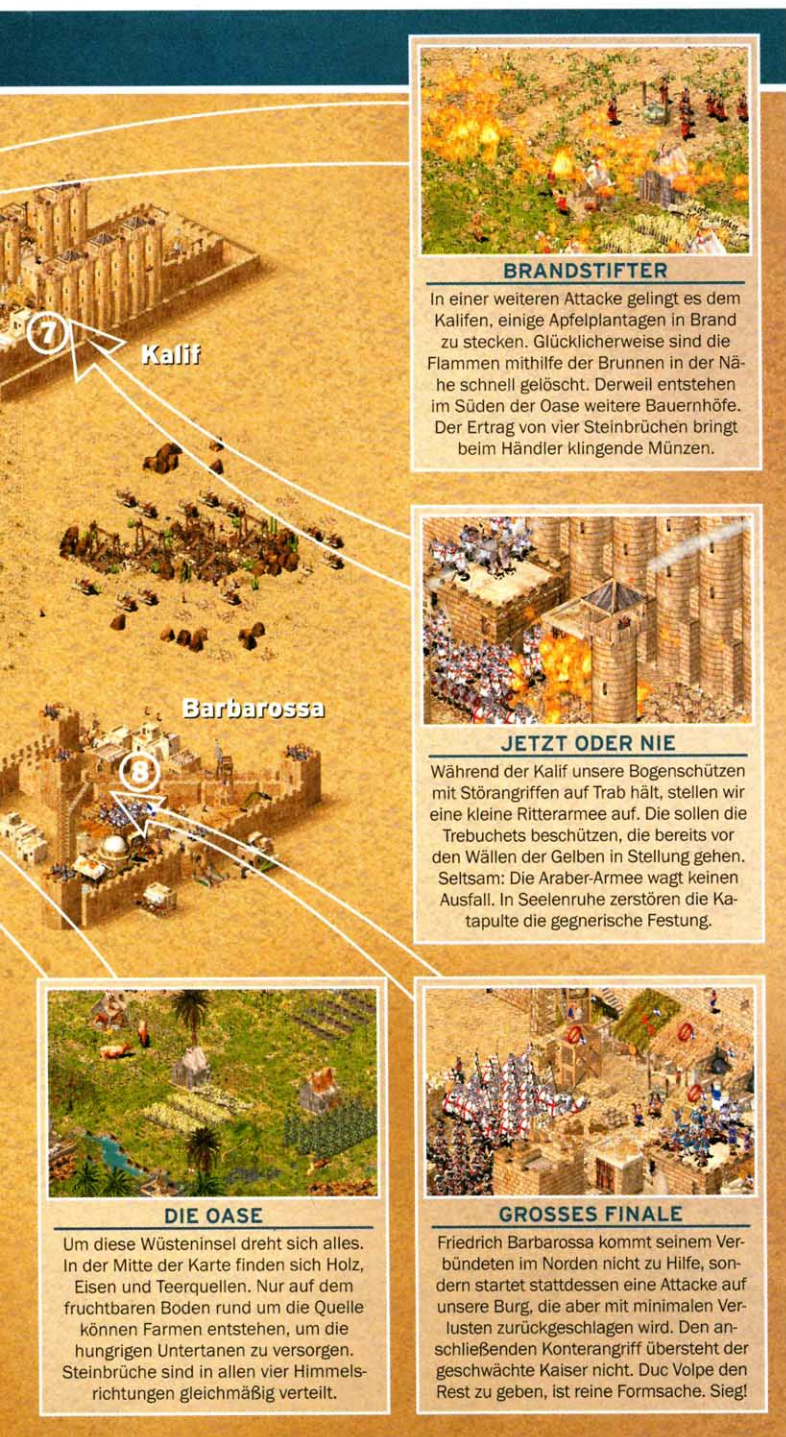 BRANDSTIFTER
In einer weiteren Attacke gelingt es dem
Kalifen, einige Apfelplantagen in Brand
zu stecken. Glücklicherweise sind die
Flammen mithilfe der Brunnen in der Nä-
he schnell gelöscht. Derweil entstehen
im Süden der Oase weitere Bauernhöfe.
Der Ertrag von vier Steinbrüchen bringt
beim Händler klingende Münzen.
7
Kalif
JETZT ODER NIE
Während der Kalif unsere Bogenschützen
mit Störangriffen auf Trab hält, stellen wir
eine kleine Ritterarmee auf. Die sollen die
Trebuchets beschützen, die bereits vor
den Wällen der Gelben in Stellung gehen.
Seltsam: Die Araber-Armee wagt keinen
Ausfall. In Seelenruhe zerstören die Ka-
tapulte die gegnerische Festung.
Barbarossa
8
DIE OASE
Um diese Wüsteninsel dreht sich alles.
In der Mitte der Karte finden sich Holz,
Eisen und Teerquellen. Nur auf dem
fruchtbaren Boden rund um die Quelle
können Farmen entstehen, um die
hungrigen Untertanen zu versorgen.
Steinbrüche sind in allen vier Himmels-
richtungen gleichmäßig verteilt.
GROSSES FINALE
Friedrich Barbarossa kommt seinem Ver-
bündeten im Norden nicht zu Hilfe, son-
dern startet stattdessen eine Attacke auf
unsere Burg, die aber mit minimalen Ver-
lusten zurückgeschlagen wird. Den an-
schließenden Konterangriff übersteht der
geschwächte Kaiser nicht. Duc Volpe den
Rest zu geben, ist reine Formsache. Sieg!